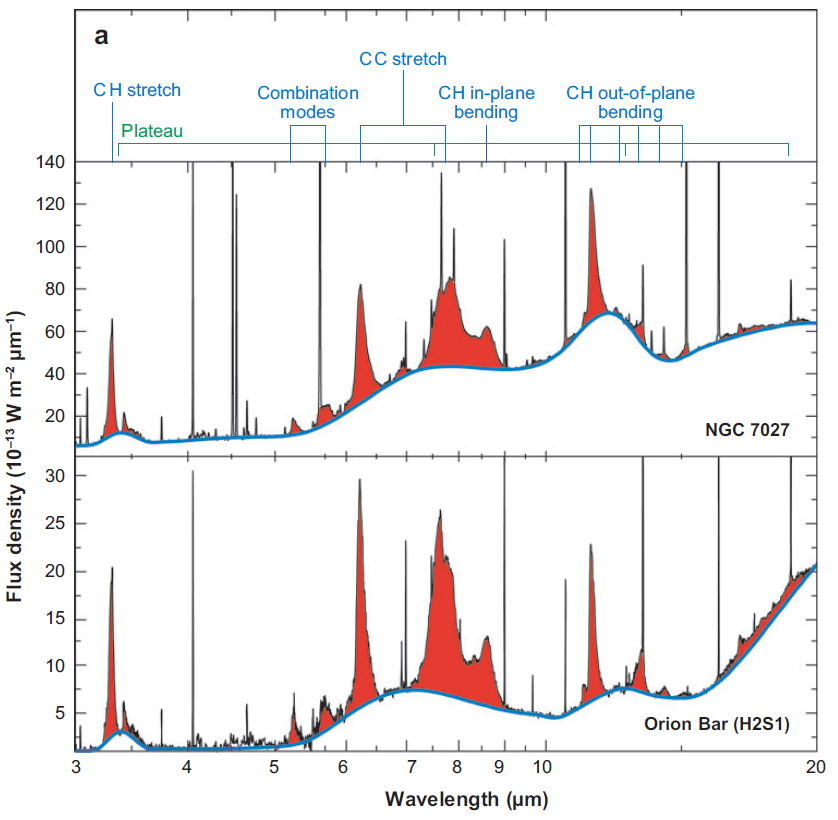 a
CC stretch
CH stretch
Combination
modes
CH in-plane
bending
CH out-of-plane
bending
Plateau
140
120
100
80
60
40
20
NGC 7027
30
25
20
15
10
5
Orion Bar (H2S1)
3 4 5 6 7 8 9 10 20
Wavelength (µm)
Flux density (10⁻¹³ W m⁻² µm⁻¹)